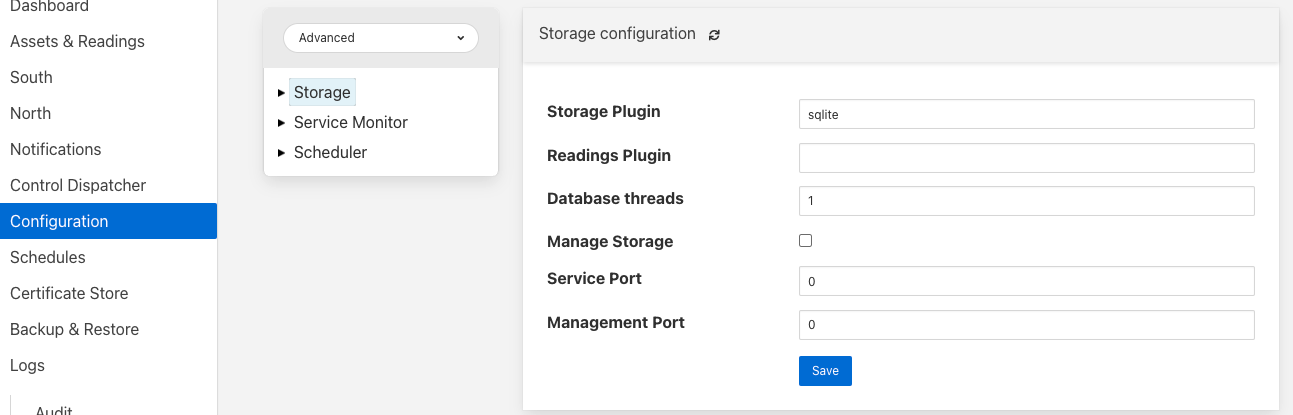 Dashboard
Assets & Readings
South
North
Notifications
Control Dispatcher
Configuration
Schedules
Certificate Store
Backup & Restore
Logs
Audit
Advanced
Storage
Service Monitor
Scheduler
Storage configuration
Storage Plugin
sqlite
Readings Plugin
Database threads
1
Manage Storage
Service Port
0
Management Port
0
Save